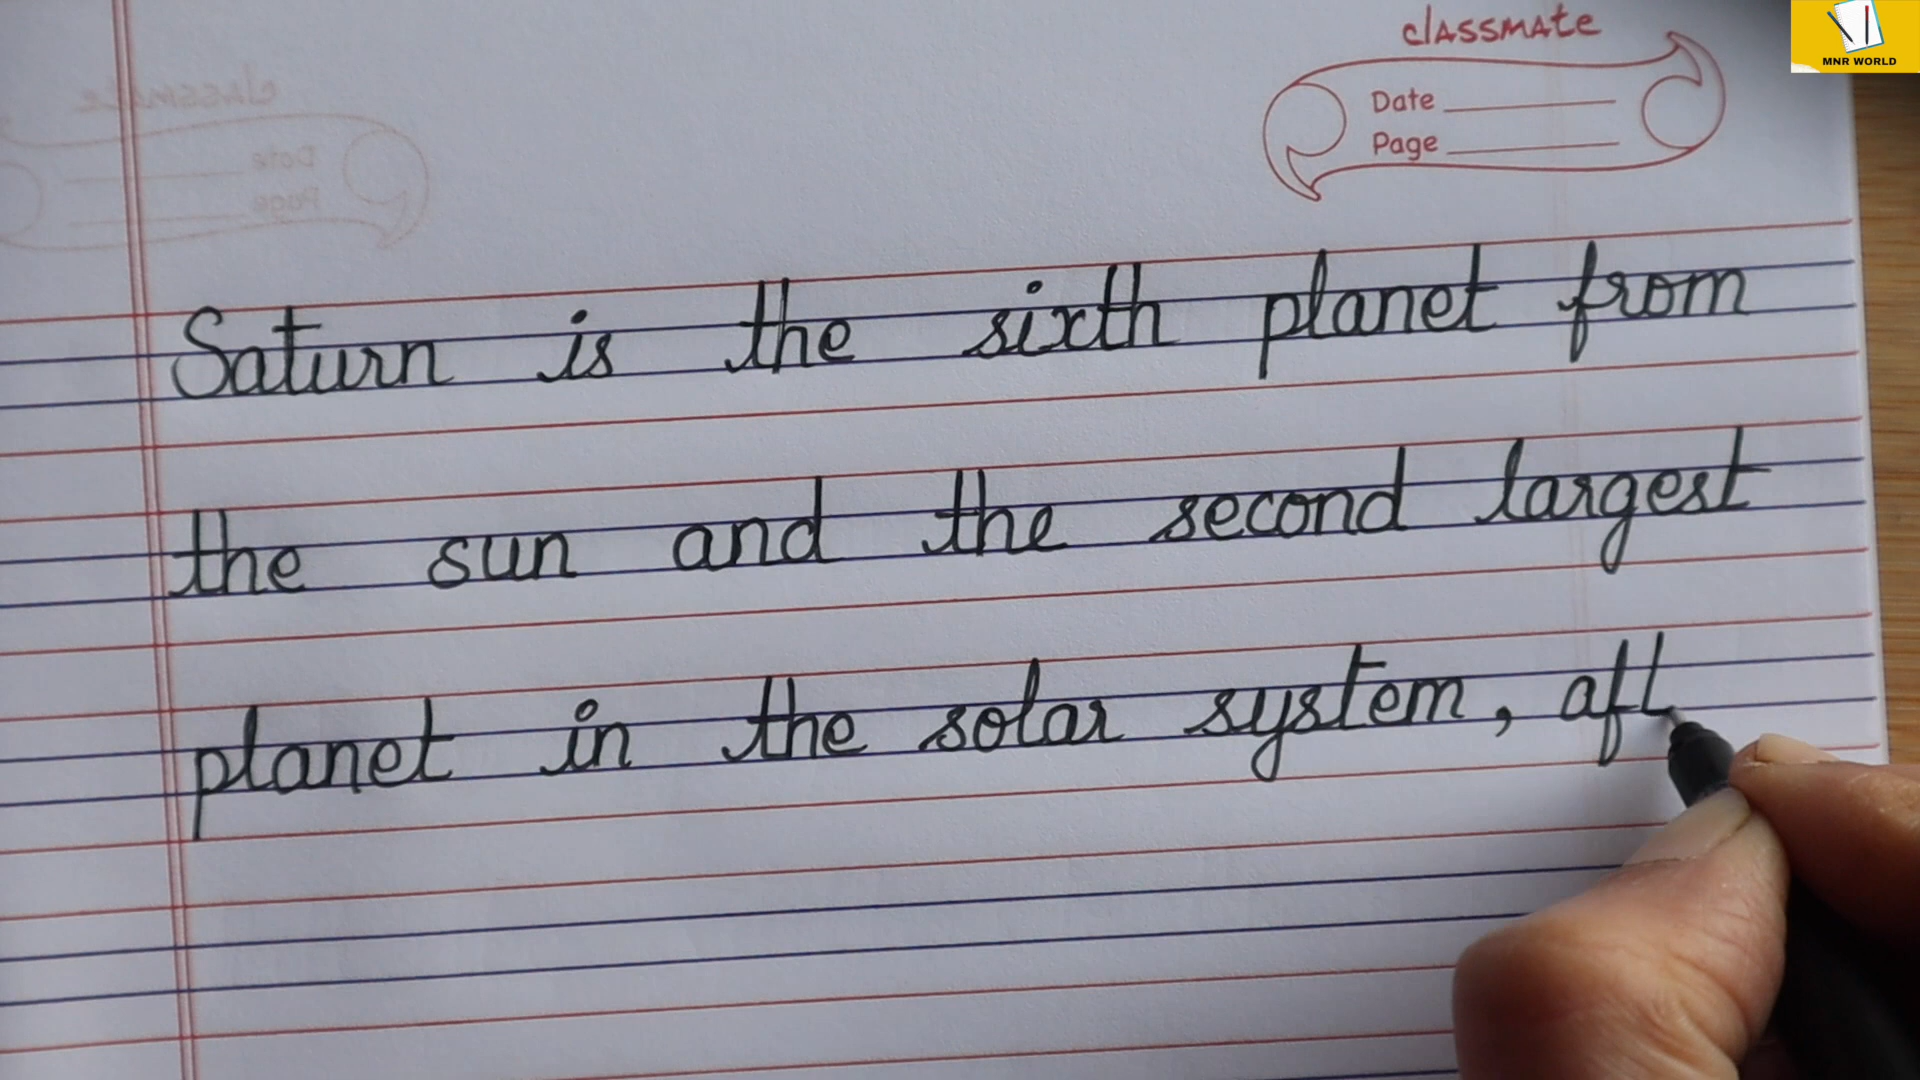 classmate
Date
Page
MNR WORLD
Saturn is the sixth planet from
the sun and the second largest
planet in the solar system, aft